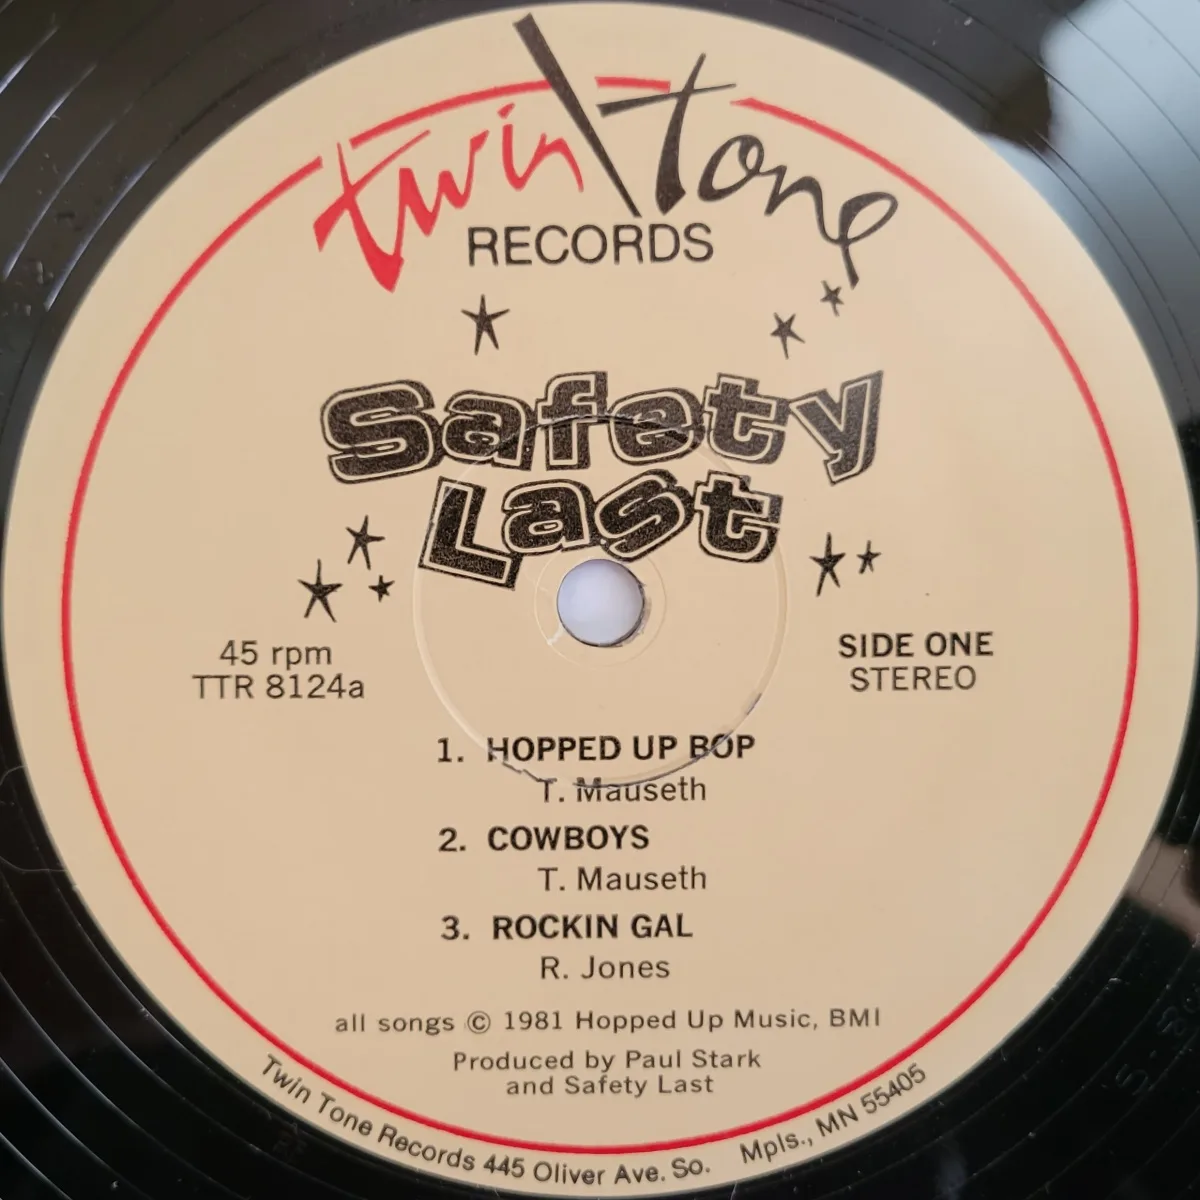 twin\tone
RECORDS
Safety
Last
45 rpm
TTR 8124a
SIDE ONE
STEREO
1. HOPPED UP BOP
T. Mauseth
2. COWBOYS
T. Mauseth
3. ROCKIN GAL
R. Jones
all songs © 1981 Hopped Up Music, BMI
Produced by Paul Stark
and Safety Last
Twin Tone Records 445 Oliver Ave. So. Mpls., MN 55405